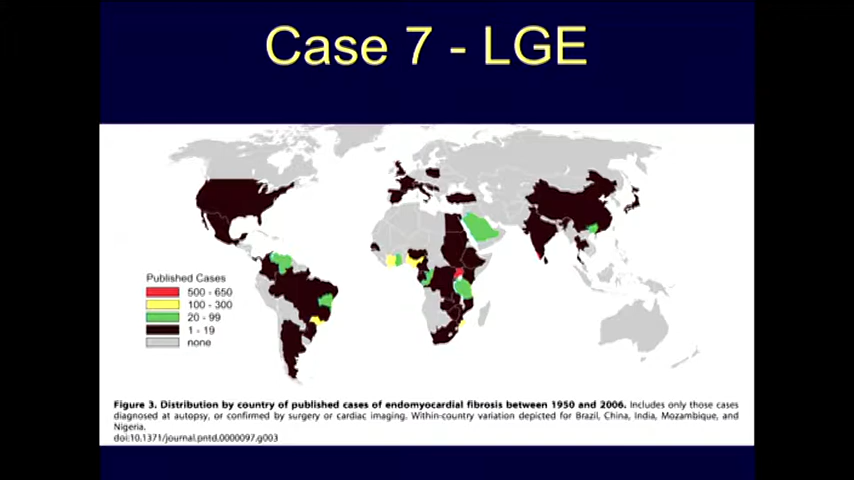 Case 7 - LGE
Published Cases
500 - 650
100 - 300
20 - 99
1 - 19
none
Figure 3. Distribution by country of published cases of endomyocardial fibrosis between 1950 and 2006. Includes only those cases
diagnosed at autopsy, or confirmed by surgery or cardiac imaging. Within-country variation depicted for Brazil, China, India, Mozambique, and
Nigeria.
doi:10.1371/journal.pntd.0000097.g003